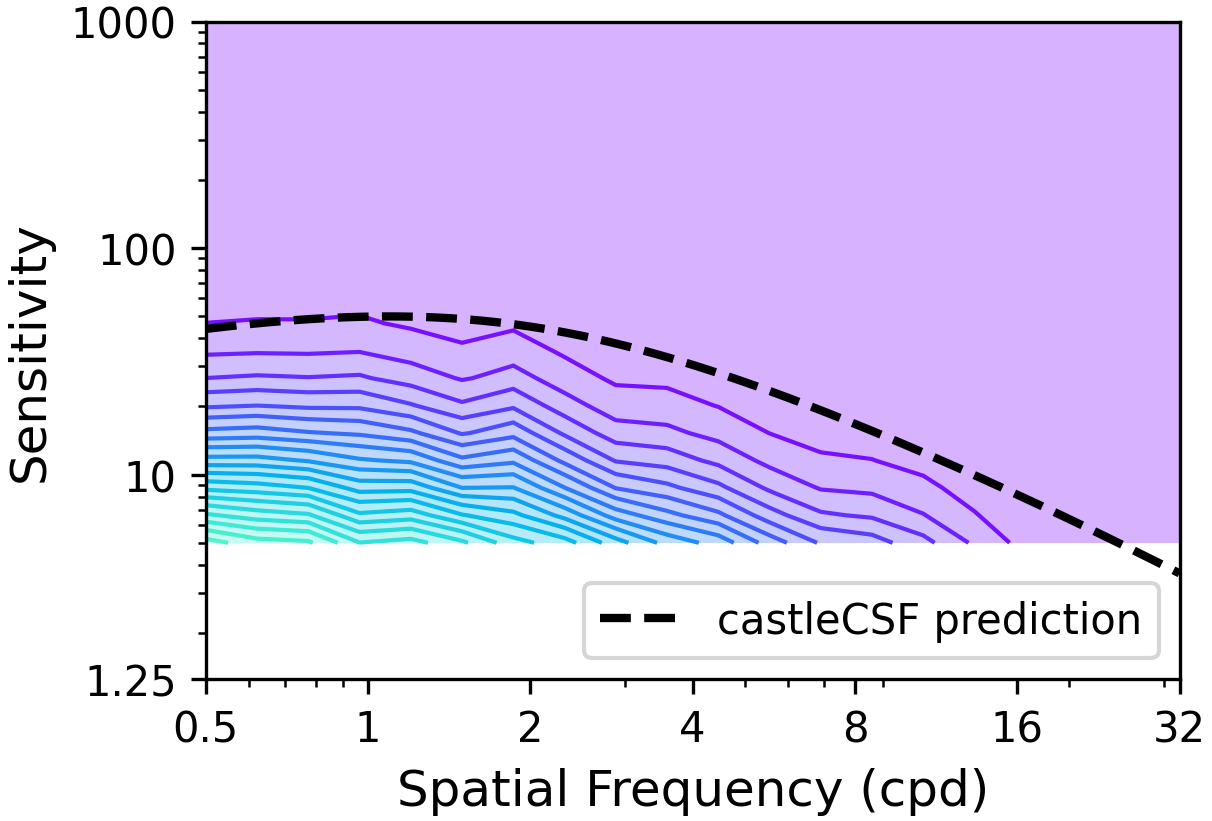 1000
100
10
1.25
Sensitivity
castleCSF prediction
0.5 1 2 4 8 16 32
Spatial Frequency (cpd)